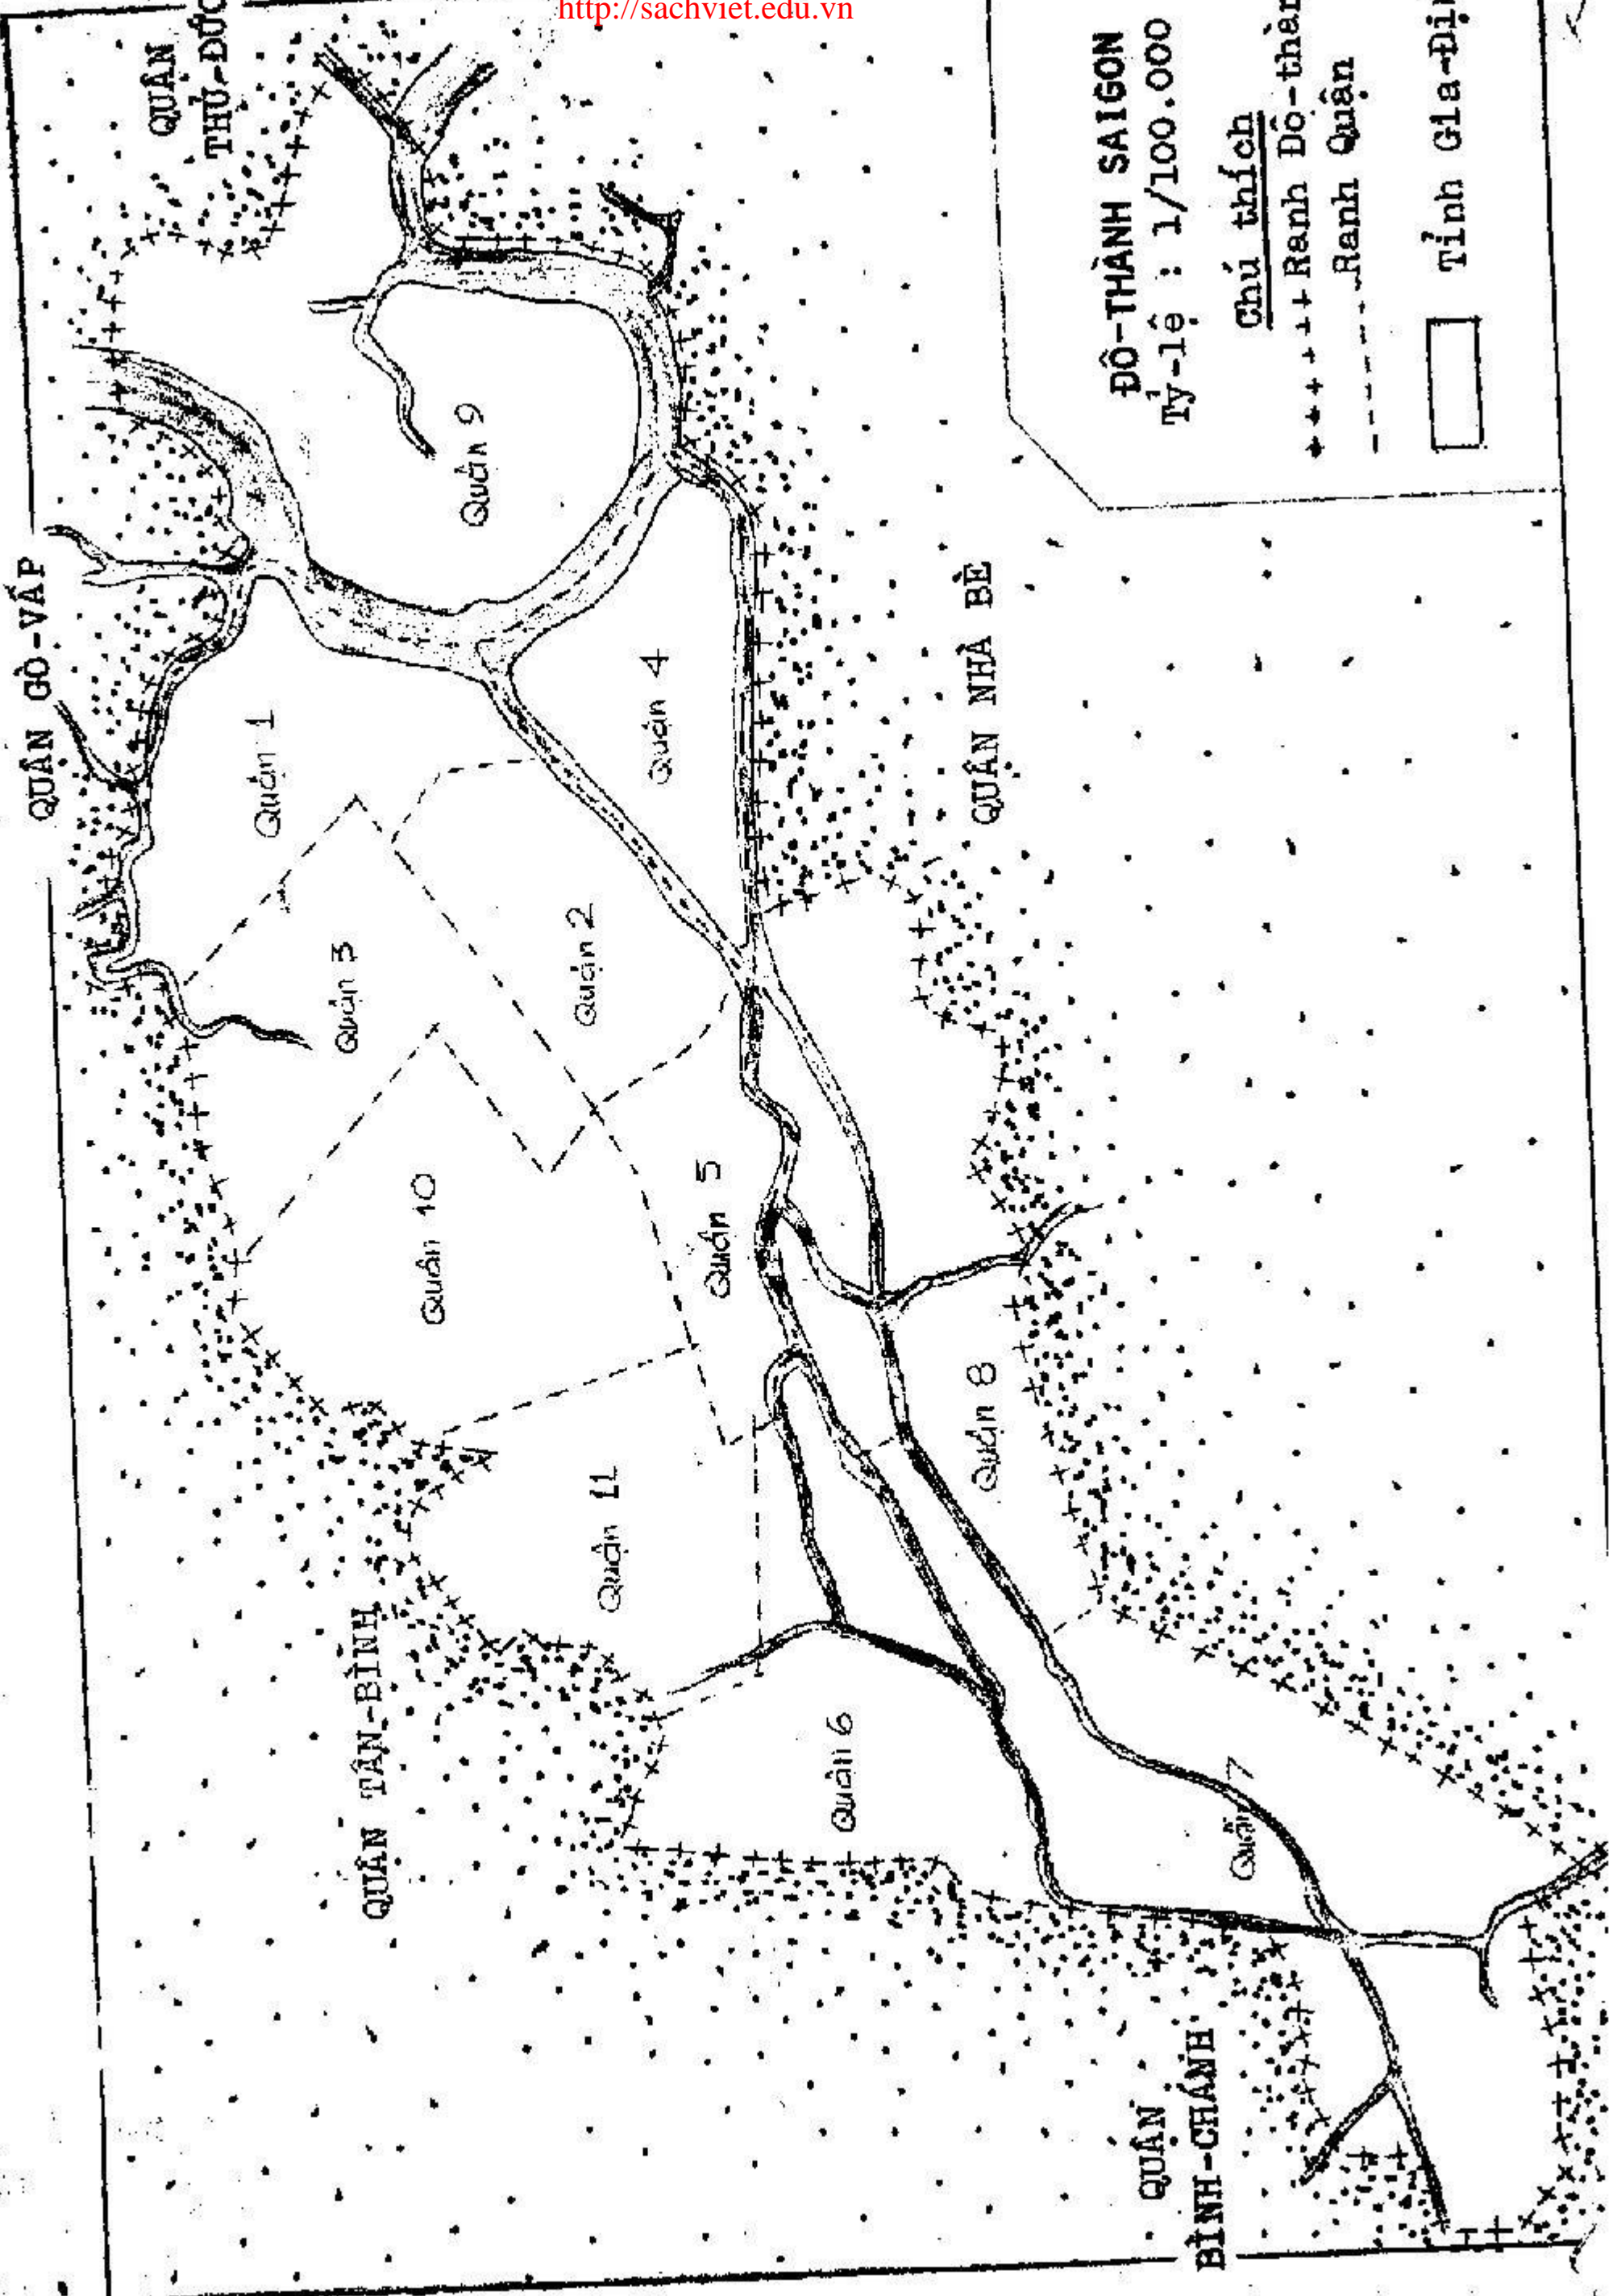 http://sachviet.edu.vn
QUẬN GÒ-VẤP
QUẬN
THỦ-ĐỨC
Quận 9
Quận 1
Quận 3
Quận 4
Quận 2
Quận 10
Quận 5
Quận 11
Quận 8
Quận 6
Quận 7
QUẬN TÂN-BÌNH
QUẬN NHÀ BÈ
QUẬN
BÌNH-CHÁNH
ĐÔ-THÀNH SAIGON
Tỷ-lệ : 1/100.000
Chú thích
++++++ Ranh Đô-thàn
------ Ranh Quận
Tỉnh Gia-Địn